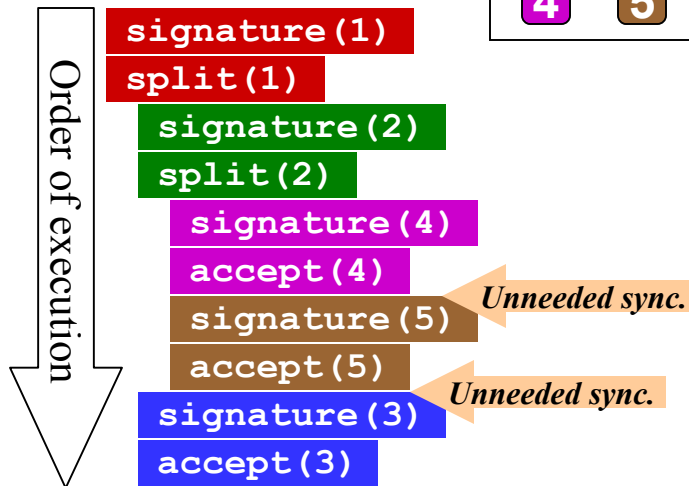 4 5
signature(1)
split(1)
signature(2)
split(2)
signature(4)
accept(4)
Unneeded sync.
signature(5)
accept(5)
Unneeded sync.
signature(3)
accept(3)
Order of execution